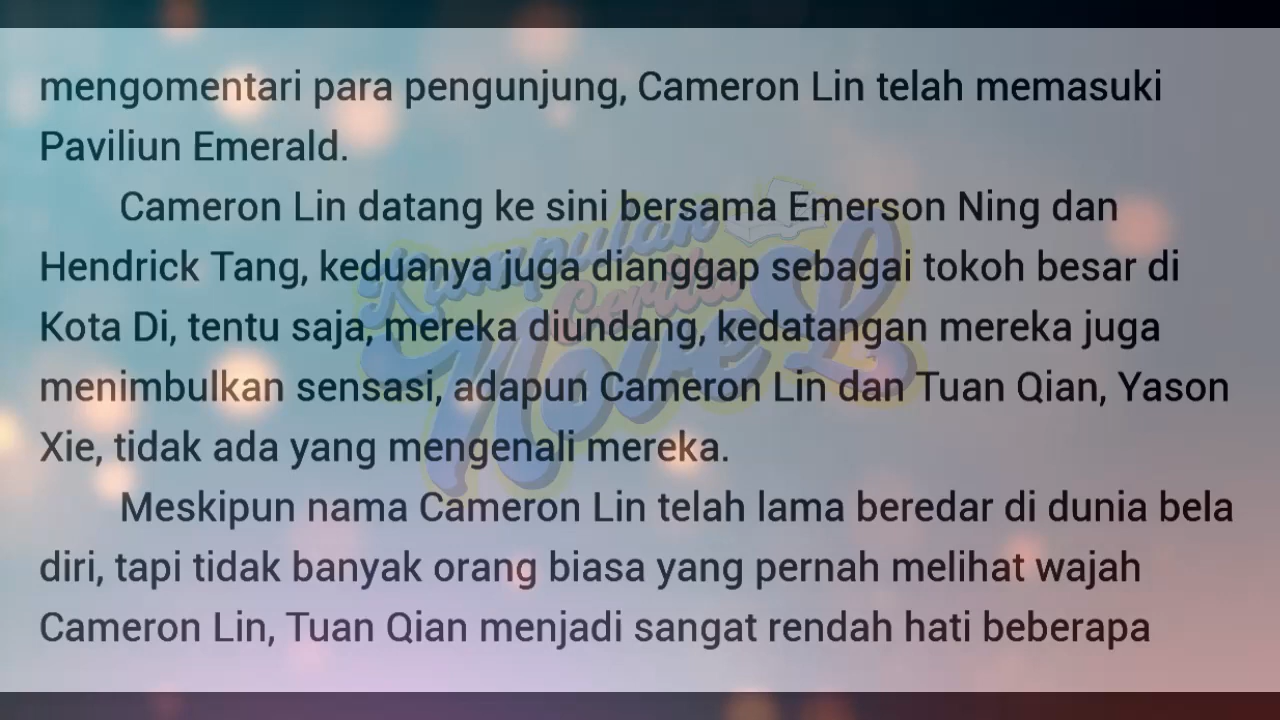 mengomentari para pengunjung, Cameron Lin telah memasuki
Paviliun Emerald.
Cameron Lin datang ke sini bersama Emerson Ning dan
Hendrick Tang, keduanya juga dianggap sebagai tokoh besar di
Kota Di, tentu saja, mereka diundang, kedatangan mereka juga
menimbulkan sensasi, adapun Cameron Lin dan Tuan Qian, Yason
Xie, tidak ada yang mengenali mereka.
Meskipun nama Cameron Lin telah lama beredar di dunia bela
diri, tapi tidak banyak orang biasa yang pernah melihat wajah
Cameron Lin, Tuan Qian menjadi sangat rendah hati beberapa
Kumpulan
Cerita
Novel